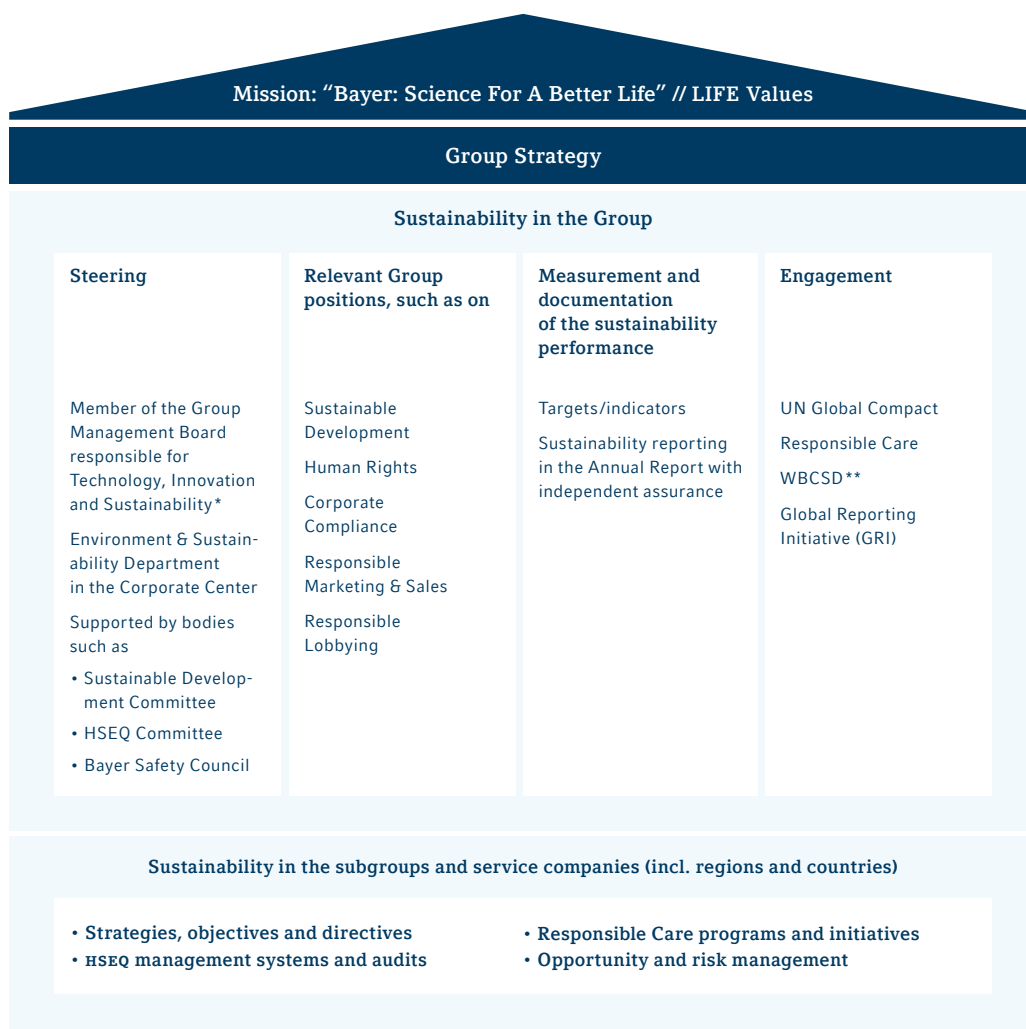 Mission: “Bayer: Science For A Better Life” // LIFE Values
Group Strategy
Sustainability in the Group
Steering
Member of the Group
Management Board
responsible for
Technology, Innovation
and Sustainability*
Environment & Sustain-
ability Department
in the Corporate Center
Supported by bodies
such as
• Sustainable Develop-
ment Committee
• HSEQ Committee
• Bayer Safety Council
Relevant Group
positions, such as on
Sustainable
Development
Human Rights
Corporate
Compliance
Responsible
Marketing & Sales
Responsible
Lobbying
Measurement and
documentation
of the sustainability
performance
Targets/indicators
Sustainability reporting
in the Annual Report with
independent assurance
Engagement
UN Global Compact
Responsible Care
WBCSD**
Global Reporting
Initiative (GRI)
Sustainability in the subgroups and service companies (incl. regions and countries)
• Strategies, objectives and directives
• HSEQ management systems and audits
• Responsible Care programs and initiatives
• Opportunity and risk management